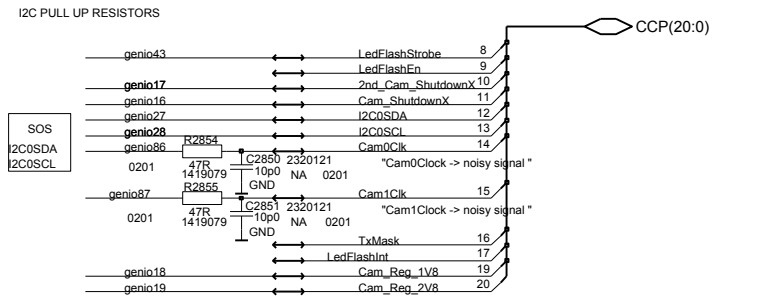 I2C PULL UP RESISTORS
CCP(20:0)
genio43 LedFlashStrobe 8
LedFlashEn 9
genio17 2nd_Cam_ShutdownX 10
genio16 Cam_ShutdownX 11
genio27 I2C0SDA 12
SOS
genio28 I2C0SCL 13
I2C0SDA genio86 R2854 Cam0Clk 14
I2C0SCL 0201 47R C2850 2320121 "Cam0Clock -> noisy signal "
1419079 10p0 NA 0201
GND
genio87 R2855 Cam1Clk 15
0201 47R C2851 2320121 "Cam1Clock -> noisy signal "
1419079 10p0 NA 0201
GND
TxMask 16
LedFlashInt 17
genio18 Cam_Reg_1V8 19
genio19 Cam_Reg_2V8 20